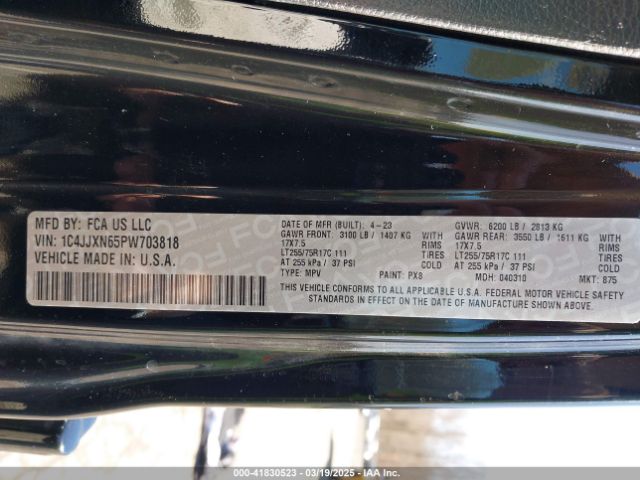 MFD BY: FCA US LLC
VIN: 1C4JJXN65PW703818
VEHICLE MADE IN: U.S.A.
DATE OF MFR (BUILT): 4-23 GVWR: 6200 LB / 2813 KG
GAWR FRONT: 3100 LB / 1407 KG WITH GAWR REAR: 3550 LB / 1611 KG WITH
17X7.5 RIMS 17X7.5 RIMS
LT255/75R17C 111 TIRES LT255/75R17C 111 TIRES
AT 255 kPa / 37 PSI COLD AT 255 kPa / 37 PSI COLD
TYPE: MPV PAINT: PX8 MDH: 040310 MKT: 875
THIS VEHICLE CONFORMS TO ALL APPLICABLE U.S.A. FEDERAL MOTOR VEHICLE SAFETY
STANDARDS IN EFFECT ON THE DATE OF MANUFACTURE SHOWN ABOVE.
000-41830523 - 03/19/2025 - IAAI.COM